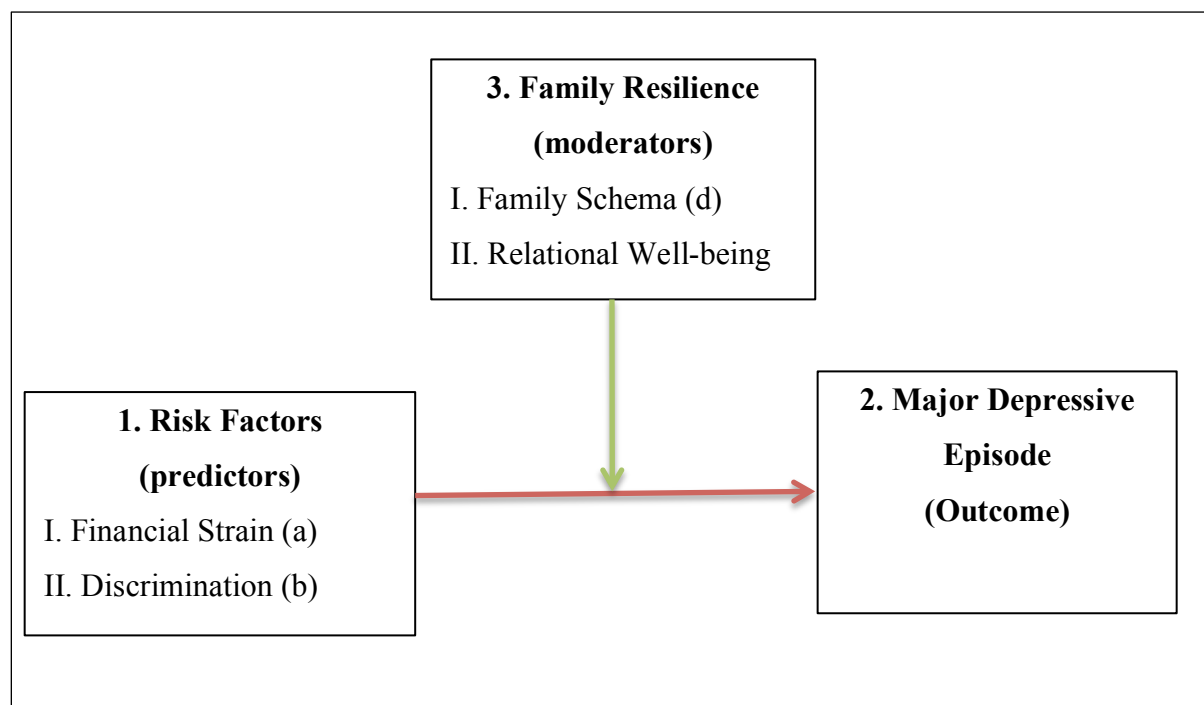 3. Family Resilience
(moderators)
I. Family Schema (d)
II. Relational Well-being
1. Risk Factors
(predictors)
I. Financial Strain (a)
II. Discrimination (b)
2. Major Depressive
Episode
(Outcome)